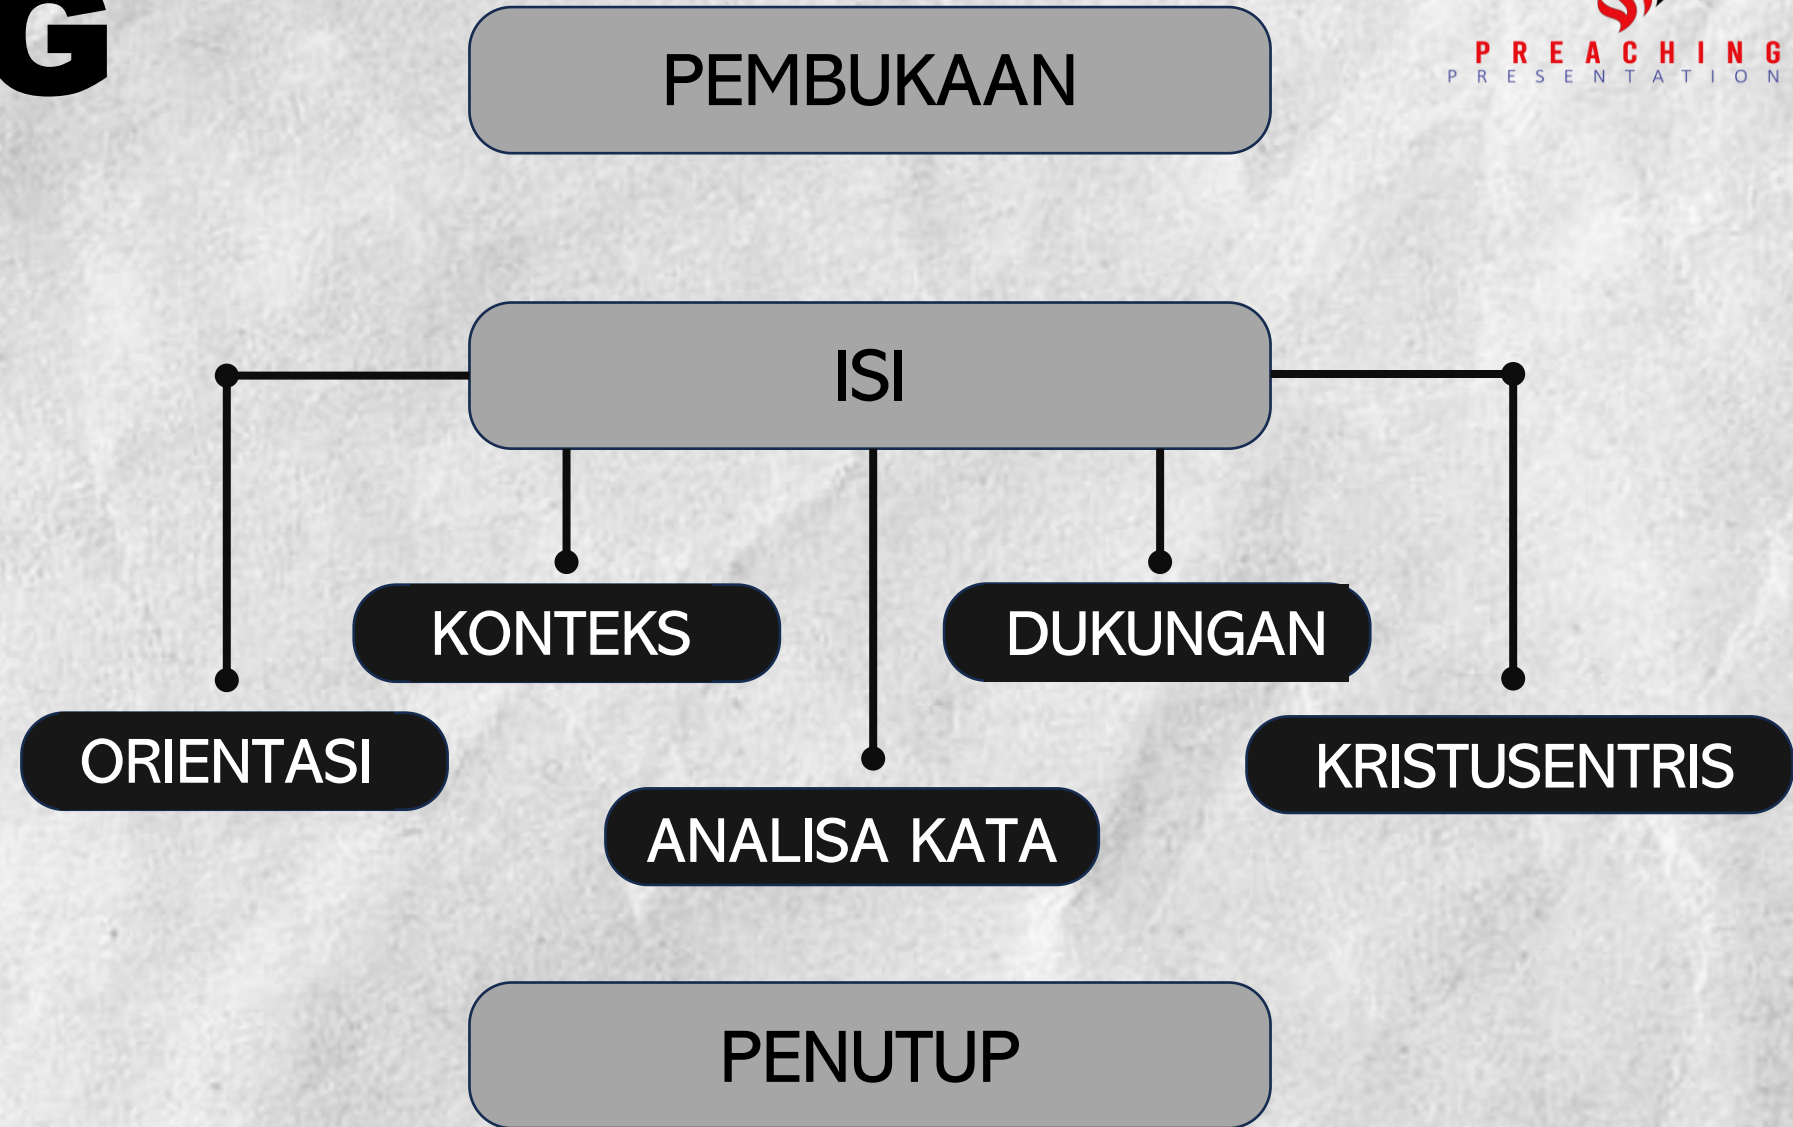 G
PREACHING
PRESENTATION
PEMBUKAAN
ISI
KONTEKS
DUKUNGAN
ORIENTASI
KRISTUSENTRIS
ANALISA KATA
PENUTUP